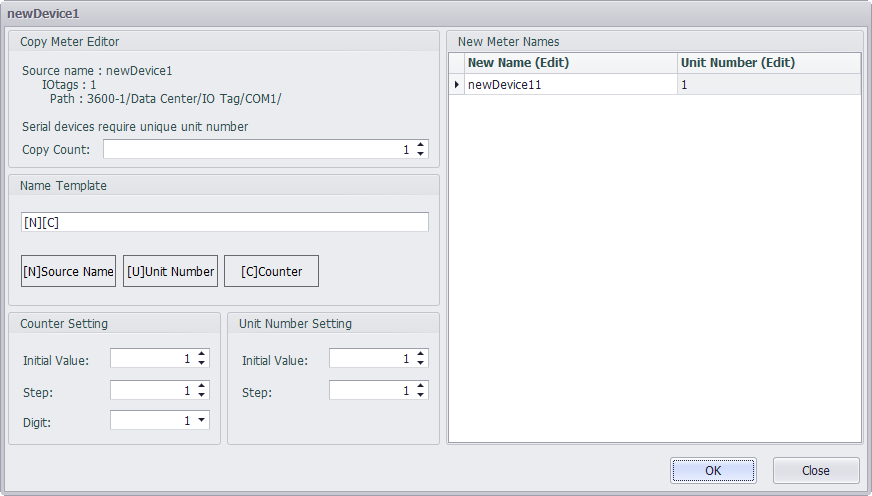 newDevice1
Copy Meter Editor
Source name : newDevice1
IOtags : 1
Path : 3600-1/Data Center/IO Tag/COM1/
Serial devices require unique unit number
Copy Count: 1
Name Template
[N][C]
[N]Source Name [U]Unit Number [C]Counter
Counter Setting
Initial Value: 1
Step: 1
Digit: 1
Unit Number Setting
Initial Value: 1
Step: 1
New Meter Names
New Name (Edit) Unit Number (Edit)
newDevice11 1
OK Close